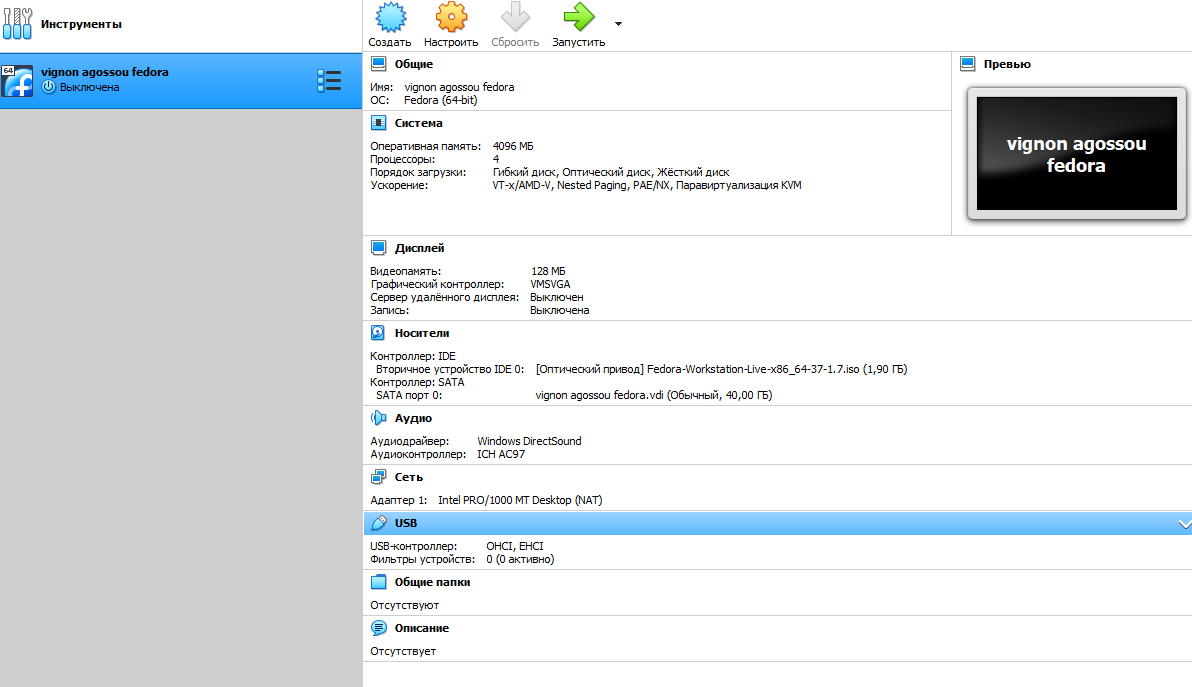 Инструменты
Создать Настроить Сбросить Запустить
64
vignon agossou fedora
Выключена
Общие
Имя: vignon agossou fedora
ОС: Fedora (64-bit)
Превью
vignon agossou
fedora
Система
Оперативная память: 4096 МБ
Процессоры: 4
Порядок загрузки: Гибкий диск, Оптический диск, Жёсткий диск
Ускорение: VT-x/AMD-V, Nested Paging, PAE/NX, Паравиртуализация KVM
Дисплей
Видеопамять: 128 МБ
Графический контроллер: VMSVGA
Сервер удалённого дисплея: Выключен
Запись: Выключена
Носители
Контроллер: IDE
Вторичное устройство IDE 0: [Оптический привод] Fedora-Workstation-Live-x86_64-37-1.7.iso (1,90 ГБ)
Контроллер: SATA
SATA порт 0: vignon agossou fedora.vdi (Обычный, 40,00 ГБ)
Аудио
Аудиодрайвер: Windows DirectSound
Аудиоконтроллер: ICH AC97
Сеть
Адаптер 1: Intel PRO/1000 MT Desktop (NAT)
USB
USB-контроллер: OHCI, EHCI
Фильтры устройств: 0 (0 активно)
Общие папки
Отсутствуют
Описание
Отсутствует